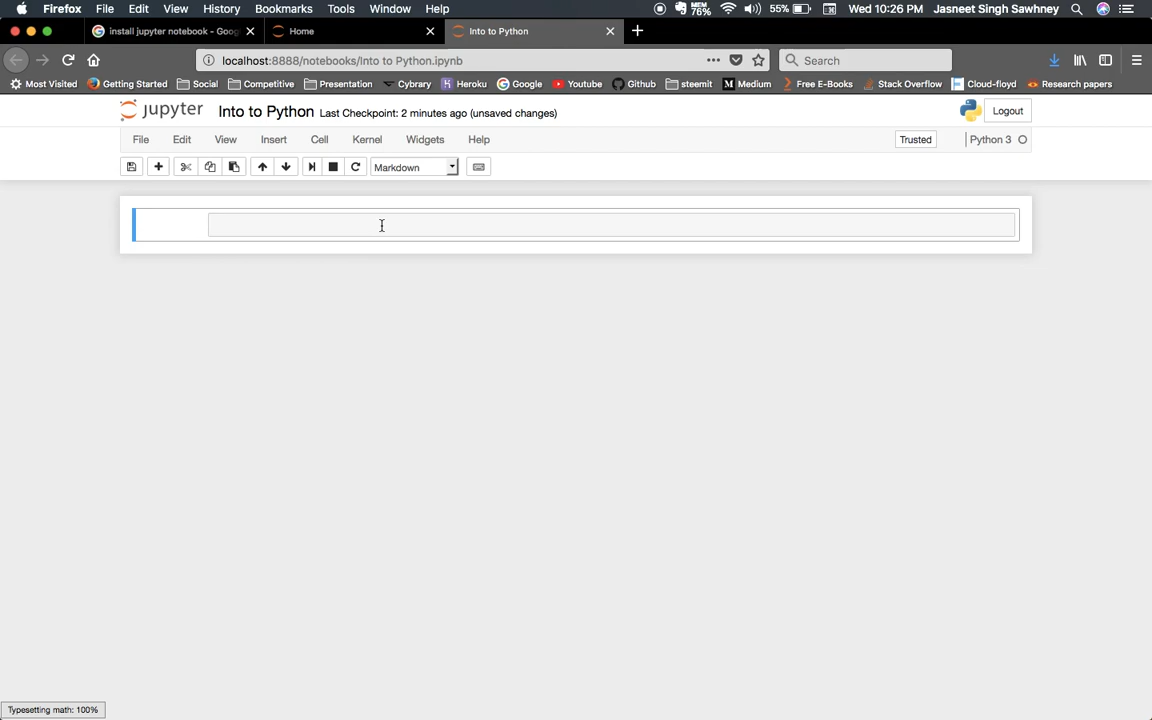 Firefox File Edit View History Bookmarks Tools Window Help MEM 76% 55% Wed 10:26 PM Jasneet Singh Sawhney
install jupyter notebook - Goog Home Into to Python
localhost:8888/notebooks/Into to Python.ipynb Search
Most Visited Getting Started Social Competitive Presentation Cybrary Heroku Google Youtube Github steemit Medium Free E-Books Stack Overflow Cloud-floyd Research papers
jupyter Into to Python Last Checkpoint: 2 minutes ago (unsaved changes) Logout
File Edit View Insert Cell Kernel Widgets Help Trusted Python 3
Markdown
Typesetting math: 100%